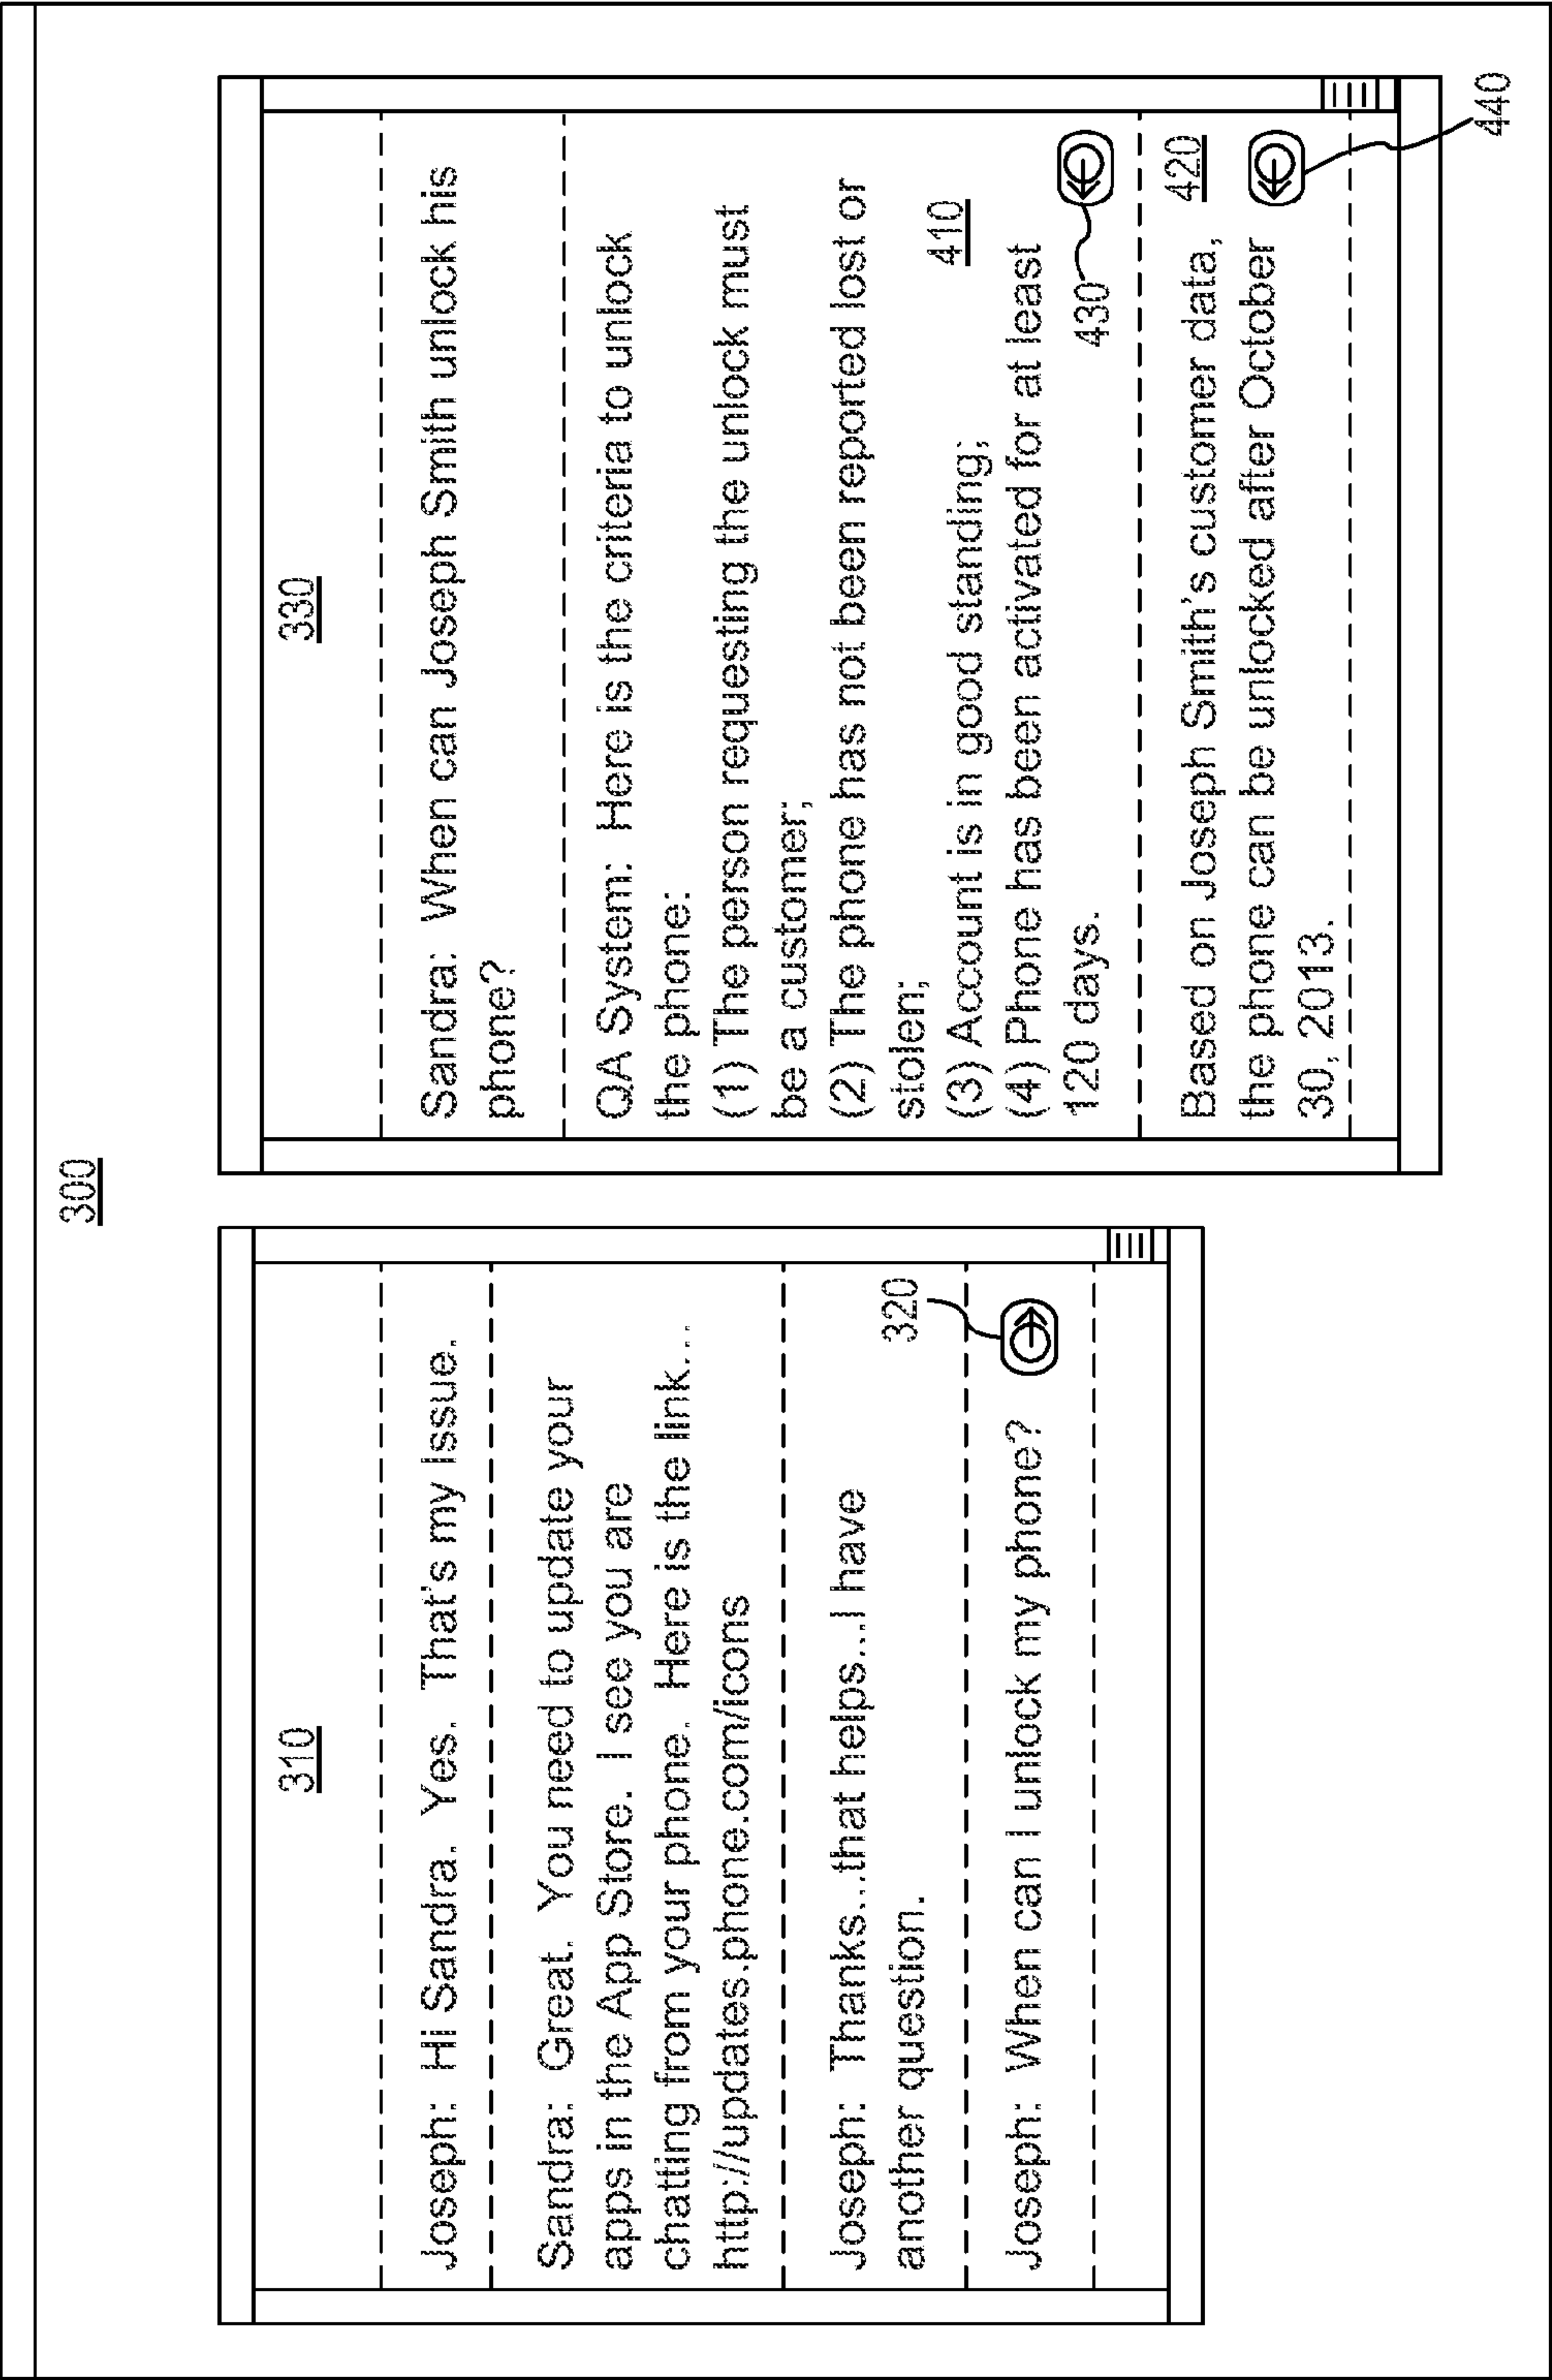 300
310
Joseph: Hi Sandra. Yes. That's my issue.
Sandra: Great. You need to update your
apps in the App Store. I see you are
chatting from your phone. Here is the link...
http://updates.phone.com/icons
Joseph: Thanks...that helps...I have
another question.
320
Joseph: When can I unlock my phone?
330
Sandra: When can Joseph Smith unlock his
phone?
QA System: Here is the criteria to unlock
the phone:
(1) The person requesting the unlock must
be a customer;
(2) The phone has not been reported lost or
stolen;
410
(3) Account is in good standing;
(4) Phone has been activated for at least
120 days.
430
420
Based on Joseph Smith's customer data,
the phone can be unlocked after October
30, 2013.
440